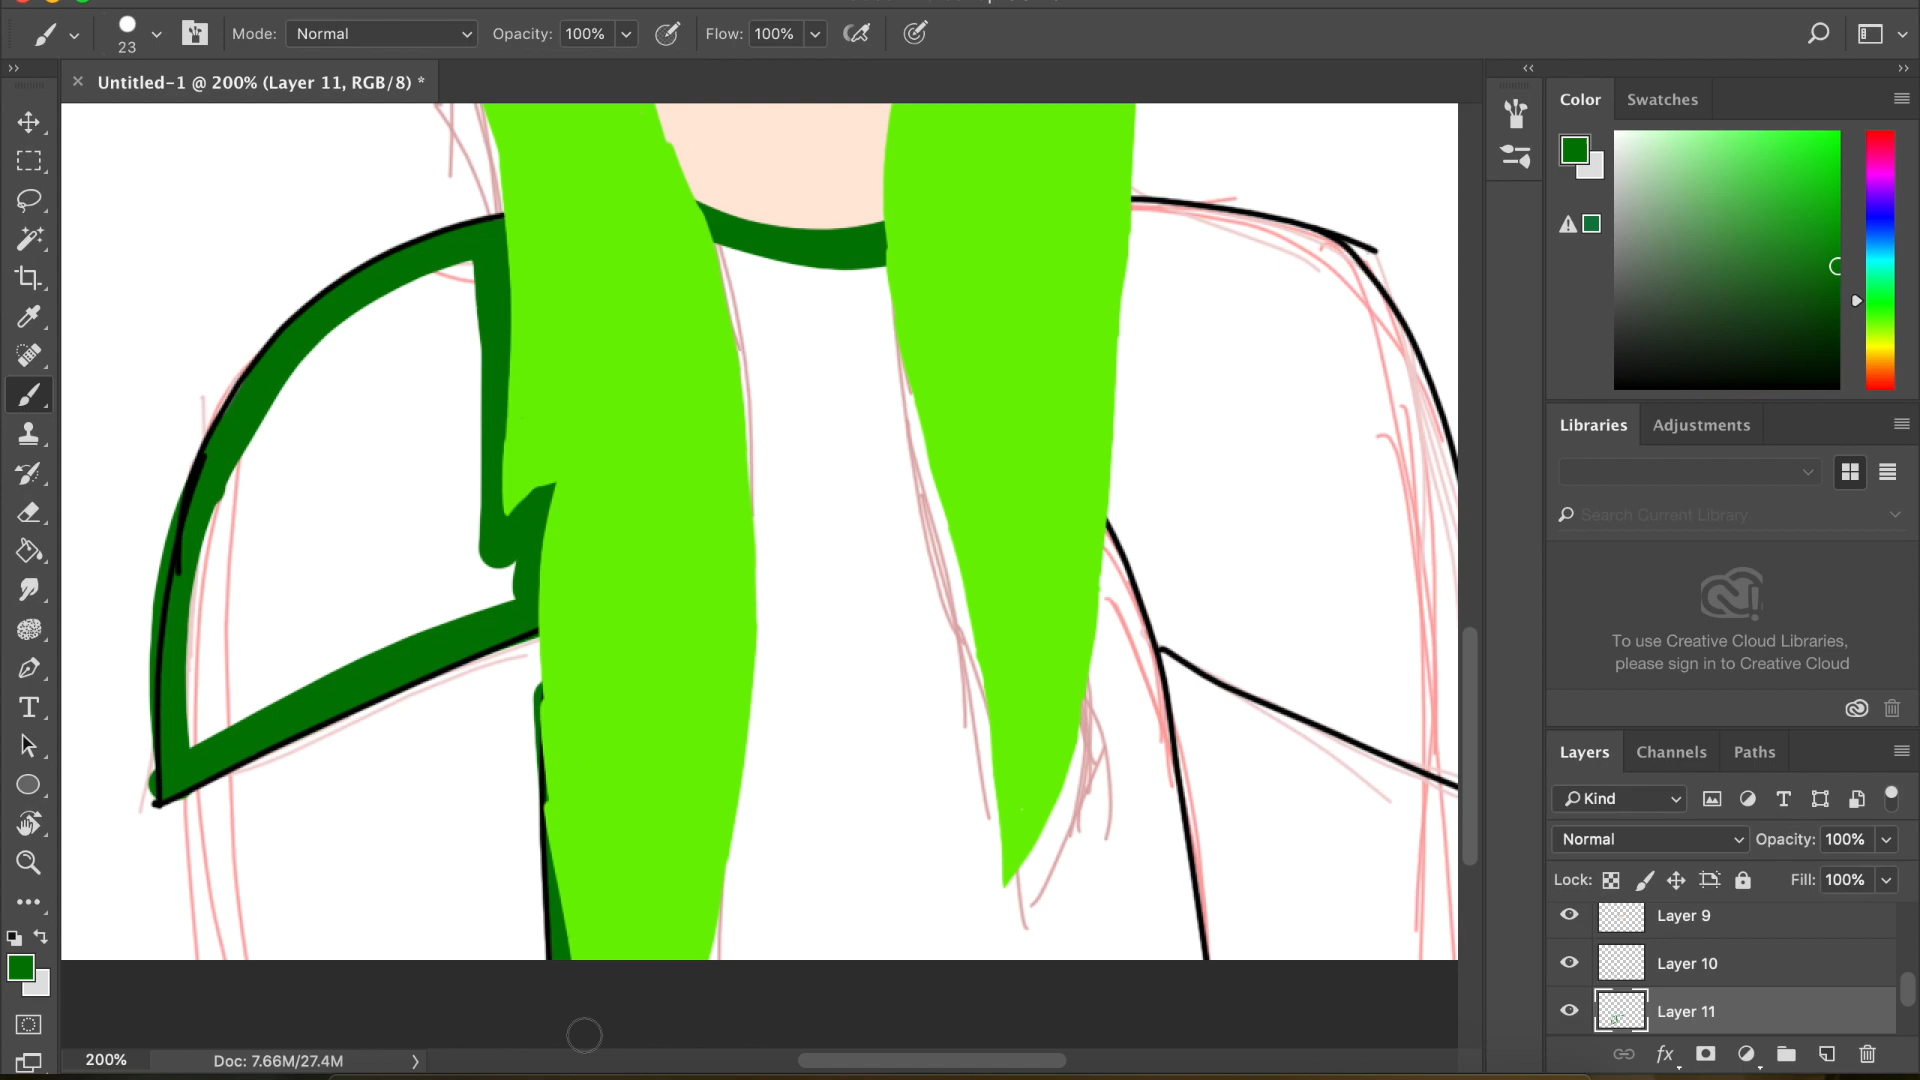 23
Mode: Normal
Opacity: 100%
Flow: 100%
Untitled-1 @ 200% (Layer 11, RGB/8) *
Color
Swatches
Libraries
Adjustments
Search Current Library
To use Creative Cloud Libraries,
please sign in to Creative Cloud
Layers
Channels
Paths
Kind
Normal
Opacity: 100%
Lock:
Fill: 100%
Layer 9
Layer 10
Layer 11
fx
200%
Doc: 7.66M/27.4M